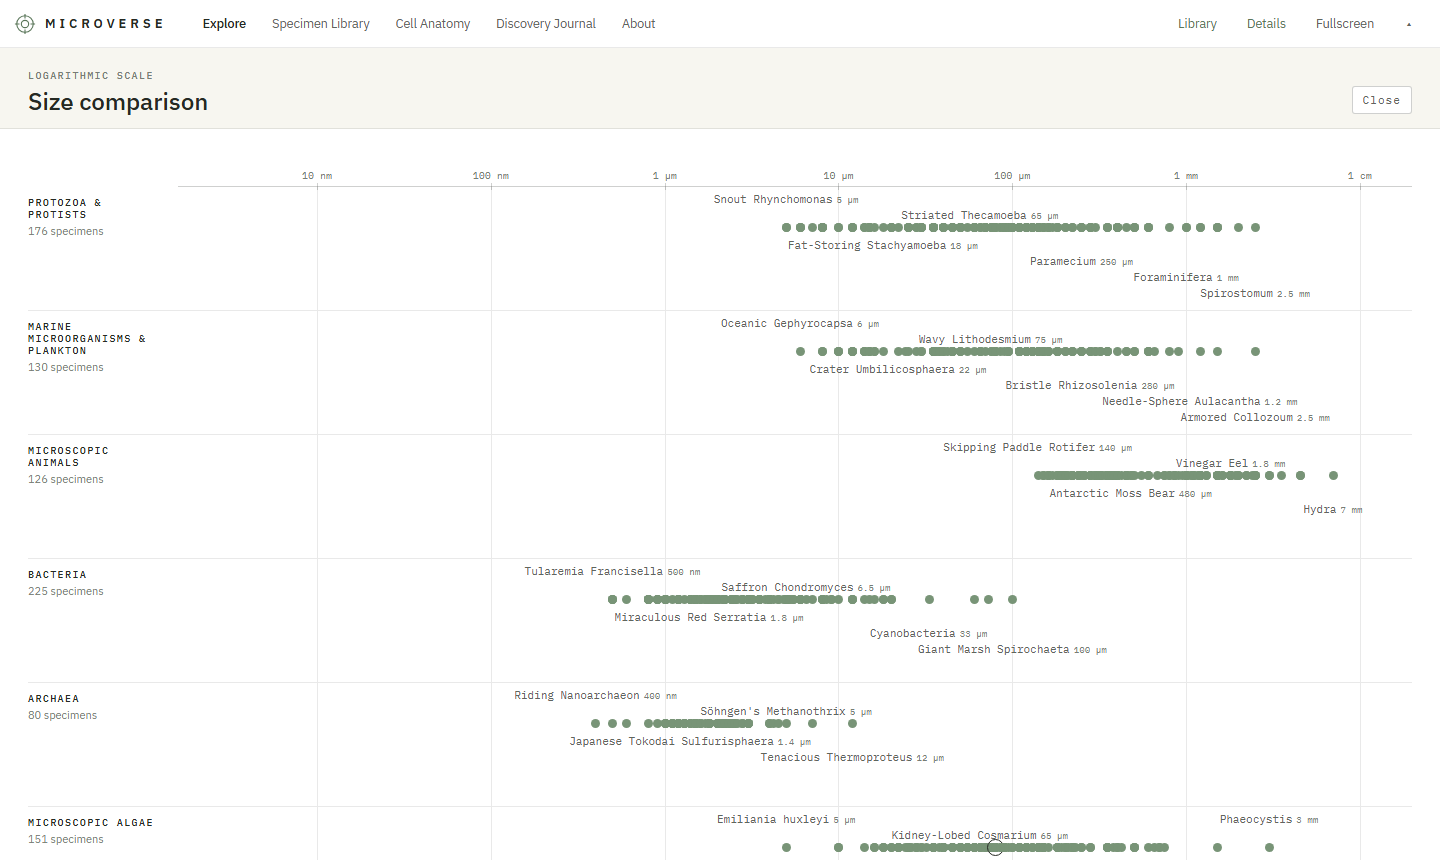 MICROVERSE
Explore Specimen Library Cell Anatomy Discovery Journal About Library Details Fullscreen
LOGARITHMIC SCALE
Size comparison
Close
10 nm 100 nm 1 µm 10 µm 100 µm 1 mm 1 cm
PROTOZOA &
PROTISTS
176 specimens
Snout Rhynchomonas 5 µm
Striated Thecamoeba 65 µm
Fat-Storing Stachyamoeba 18 µm
Paramecium 250 µm
Foraminifera 1 mm
Spirostomum 2.5 mm
MARINE
MICROORGANISMS &
PLANKTON
130 specimens
Oceanic Gephyrocapsa 6 µm
Wavy Lithodesmium 75 µm
Crater Umbilicosphaera 22 µm
Bristle Rhizosolenia 280 µm
Needle-Sphere Aulacantha 1.2 mm
Armored Collozoum 2.5 mm
MICROSCOPIC
ANIMALS
126 specimens
Skipping Paddle Rotifer 140 µm
Vinegar Eel 1.8 mm
Antarctic Moss Bear 480 µm
Hydra 7 mm
BACTERIA
225 specimens
Tularemia Francisella 500 nm
Saffron Chondromyces 6.5 µm
Miraculous Red Serratia 1.8 µm
Cyanobacteria 33 µm
Giant Marsh Spirochaeta 100 µm
ARCHAEA
80 specimens
Riding Nanoarchaeon 400 nm
Söhngen's Methanothrix 5 µm
Japanese Tokodai Sulfurisphaera 1.4 µm
Tenacious Thermoproteus 12 µm
MICROSCOPIC ALGAE
151 specimens
Emiliania huxleyi 5 µm
Phaeocystis 3 mm
Kidney-Lobed Cosmarium 65 µm